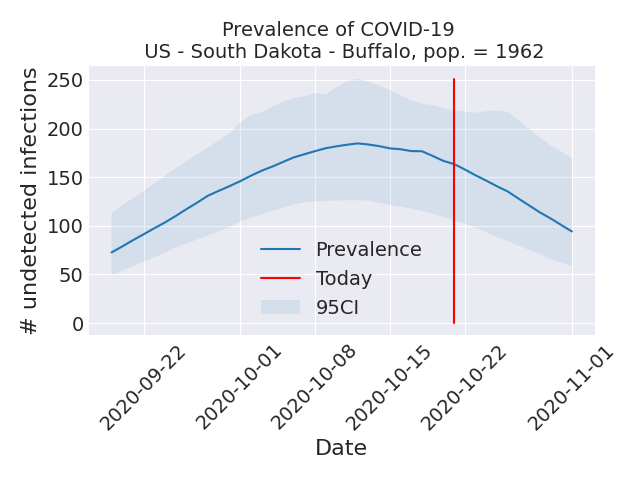 Prevalence of COVID-19
US - South Dakota - Buffalo, pop. = 1962
# undetected infections
250
200
150
100
50
0
Prevalence
Today
95CI
2020-09-22
2020-10-01
2020-10-08
2020-10-15
2020-10-22
2020-11-01
Date